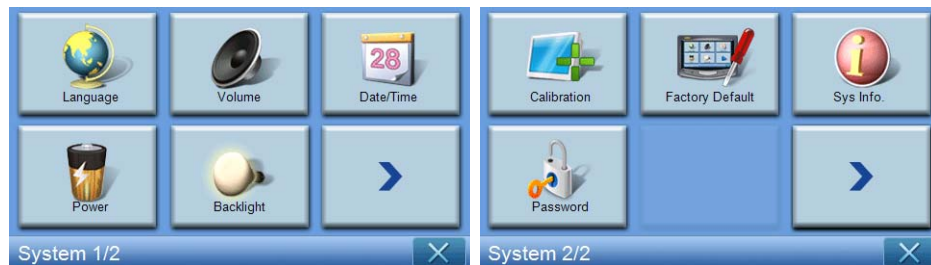 Language
Volume
28
Date/Time
Power
Backlight
System 1/2
Calibration
Factory Default
i
Sys Info.
Password
System 2/2